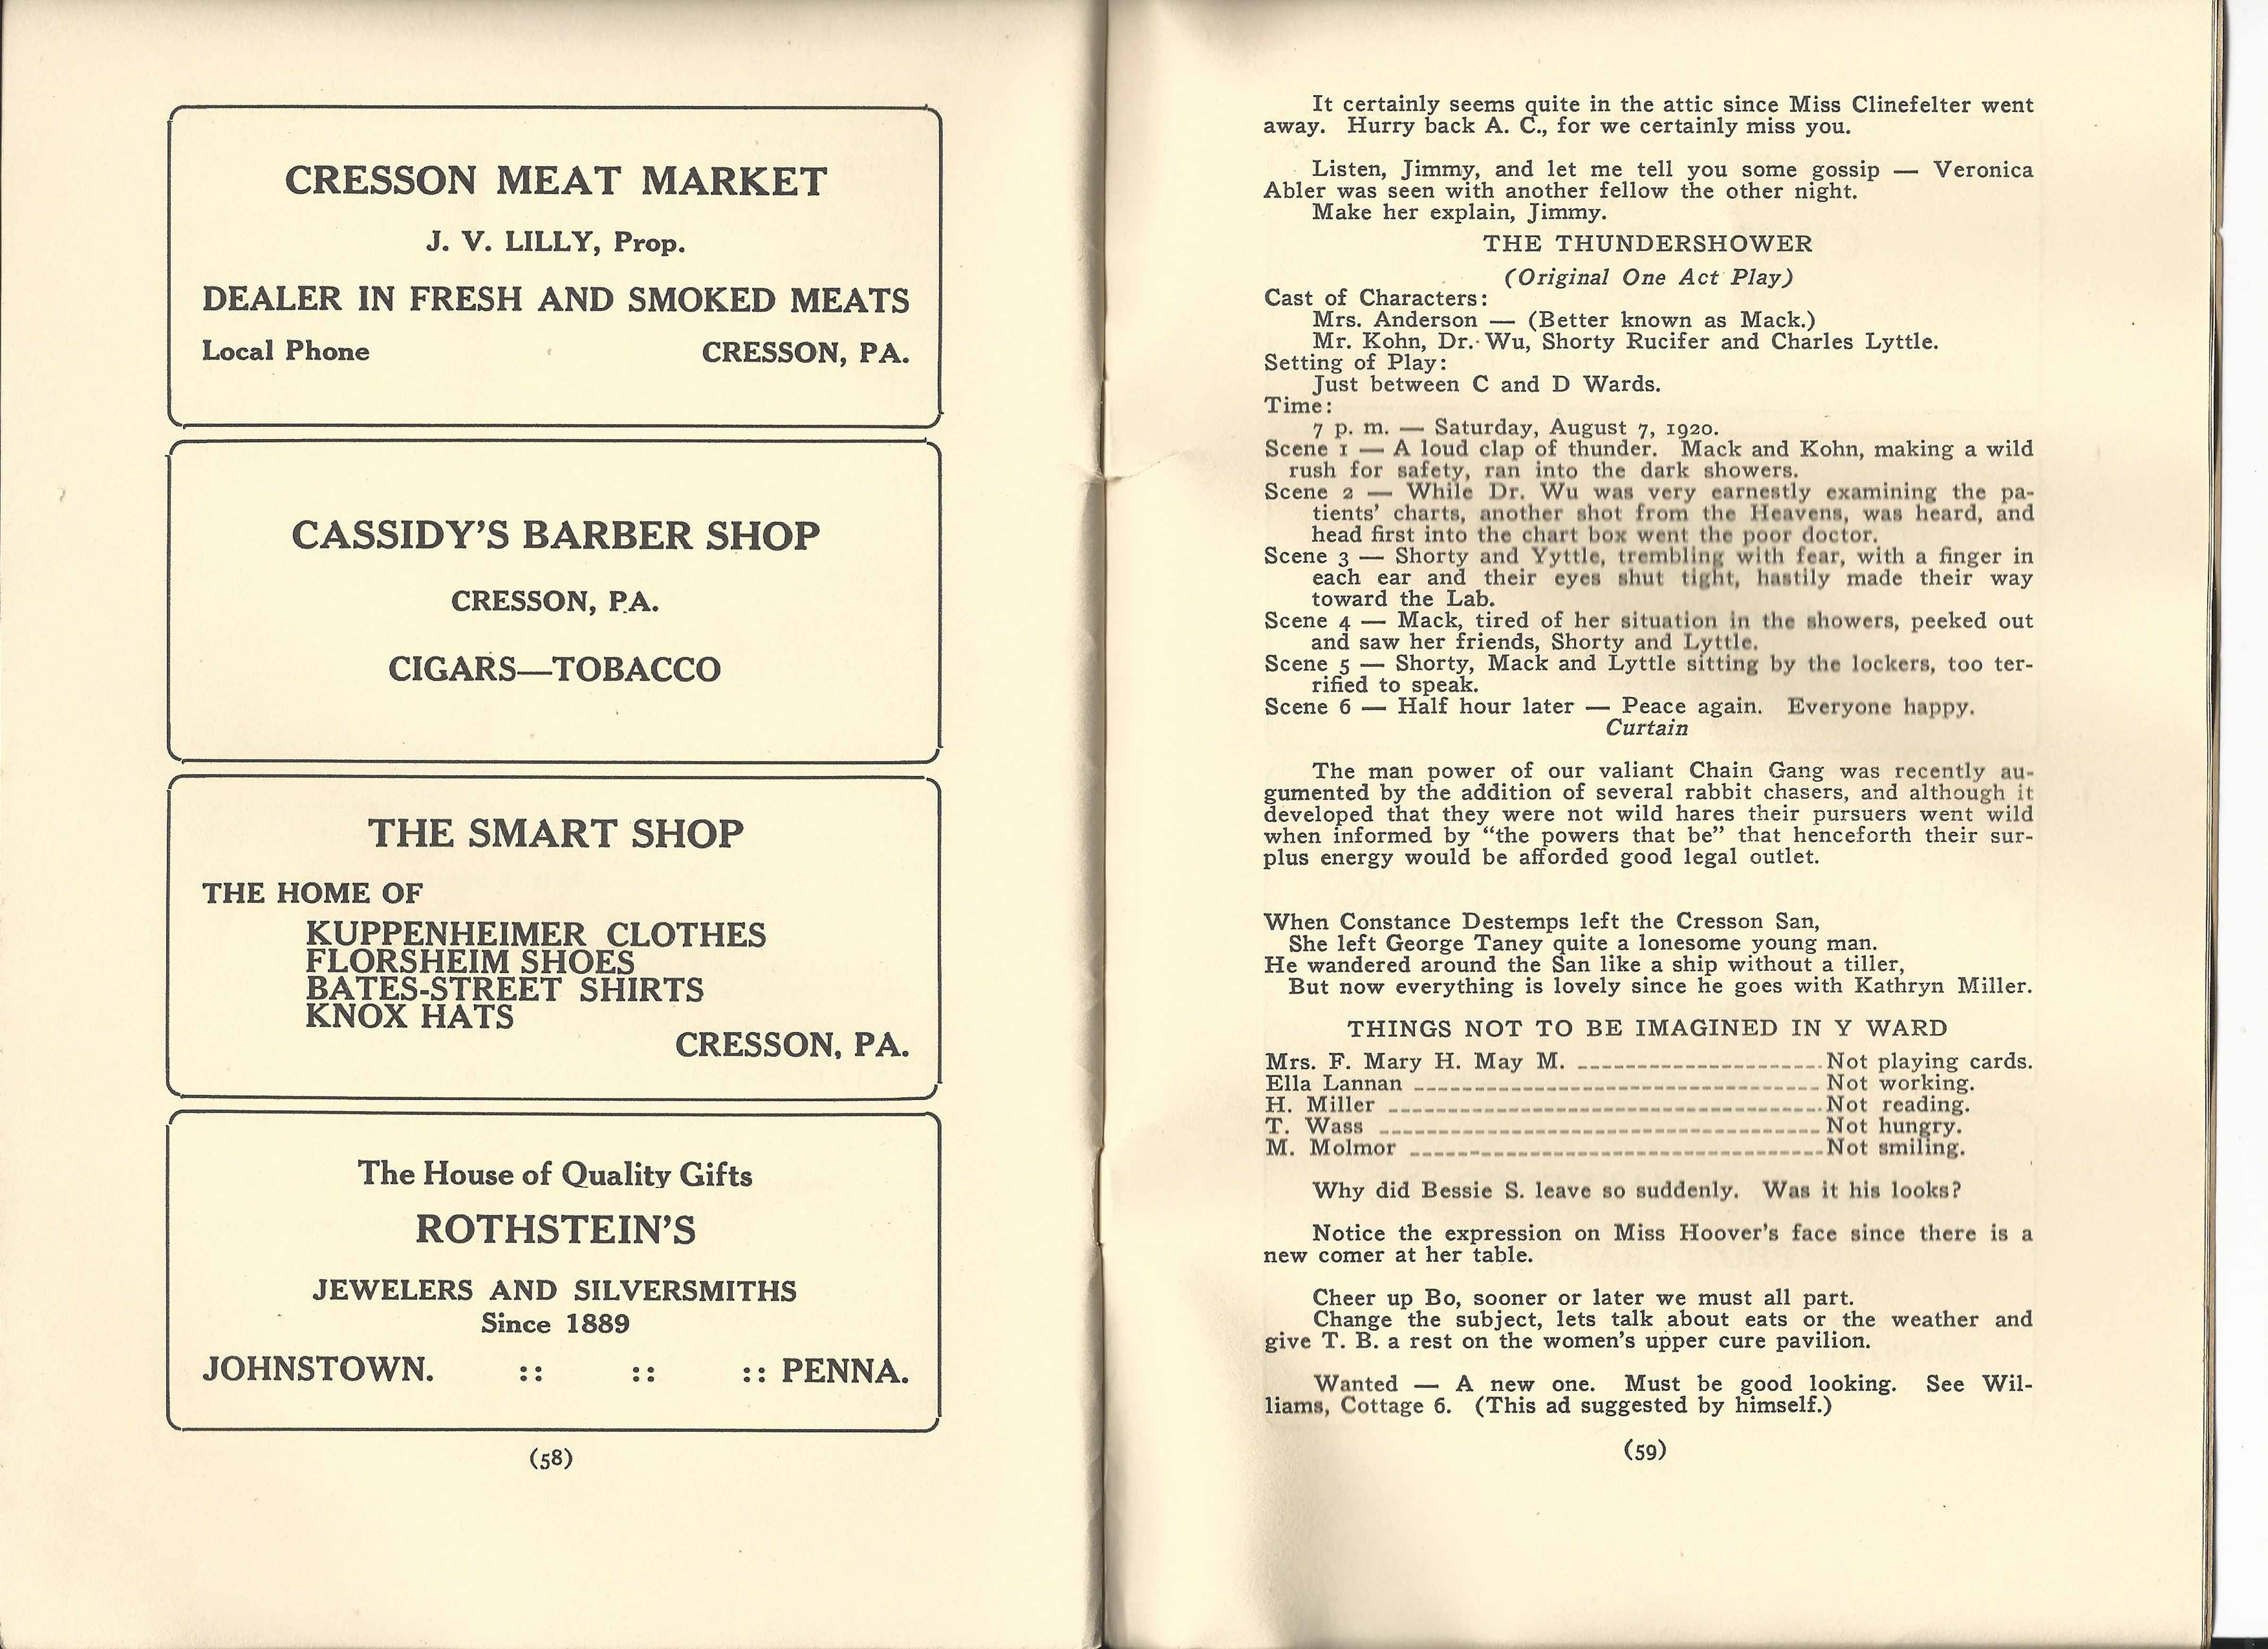 CRESSON MEAT MARKET
J. V. LILLY, Prop.
DEALER IN FRESH AND SMOKED MEATS
Local Phone CRESSON, PA.
CASSIDY'S BARBER SHOP
CRESSON, PA.
CIGARS—TOBACCO
THE SMART SHOP
THE HOME OF
KUPPENHEIMER CLOTHES
FLORSHEIM SHOES
BATES-STREET SHIRTS
KNOX HATS
CRESSON, PA.
The House of Quality Gifts
ROTHSTEIN'S
JEWELERS AND SILVERSMITHS
Since 1889
JOHNSTOWN. :: :: :: PENNA.
(58)
It certainly seems quite in the attic since Miss Clinefelter went
away. Hurry back A. C., for we certainly miss you.
Listen, Jimmy, and let me tell you some gossip — Veronica
Abler was seen with another fellow the other night.
Make her explain, Jimmy.
THE THUNDERSHOWER
(Original One Act Play)
Cast of Characters:
Mrs. Anderson — (Better known as Mack.)
Mr. Kohn, Dr. Wu, Shorty Rucifer and Charles Lyttle.
Setting of Play:
Just between C and D Wards.
Time:
7 p. m. — Saturday, August 7, 1920.
Scene 1 — A loud clap of thunder. Mack and Kohn, making a wild
rush for safety, ran into the dark showers.
Scene 2 — While Dr. Wu was very earnestly examining the pa-
tients' charts, another shot from the Heavens, was heard, and
head first into the chart box went the poor doctor.
Scene 3 — Shorty and Yyttle, trembling with fear, with a finger in
each ear and their eyes shut tight, hastily made their way
toward the Lab.
Scene 4 — Mack, tired of her situation in the showers, peeked out
and saw her friends, Shorty and Lyttle.
Scene 5 — Shorty, Mack and Lyttle sitting by the lockers, too ter-
rified to speak.
Scene 6 — Half hour later — Peace again. Everyone happy.
Curtain
The man power of our valiant Chain Gang was recently au-
gumented by the addition of several rabbit chasers, and although it
developed that they were not wild hares their pursuers went wild
when informed by "the powers that be" that henceforth their sur-
plus energy would be afforded good legal outlet.
When Constance Destemps left the Cresson San,
She left George Taney quite a lonesome young man.
He wandered around the San like a ship without a tiller,
But now everything is lovely since he goes with Kathryn Miller.
THINGS NOT TO BE IMAGINED IN Y WARD
Mrs. F. Mary H. May M. --------------------Not playing cards.
Ella Lannan --------------------------------- Not working.
H. Miller -----------------------------------Not reading.
T. Wass ------------------------------------ Not hungry.
M. Molmor ----------------------------------Not smiling.
Why did Bessie S. leave so suddenly. Was it his looks?
Notice the expression on Miss Hoover's face since there is a
new comer at her table.
Cheer up Bo, sooner or later we must all part.
Change the subject, lets talk about eats or the weather and
give T. B. a rest on the women's upper cure pavilion.
Wanted — A new one. Must be good looking. See Wil-
liams, Cottage 6. (This ad suggested by himself.)
(59)